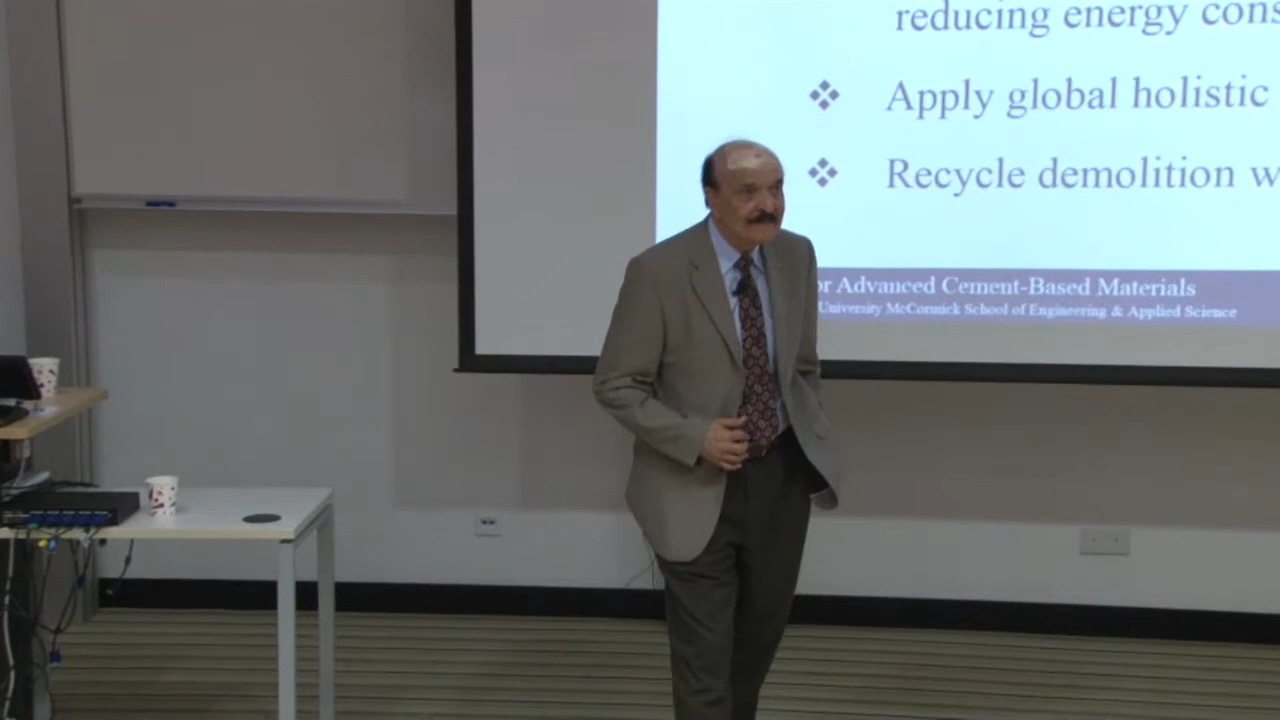 reducing energy cons
Apply global holistic
Recycle demolition w
or Advanced Cement-Based Materials
University McCormick School of Engineering & Applied Science